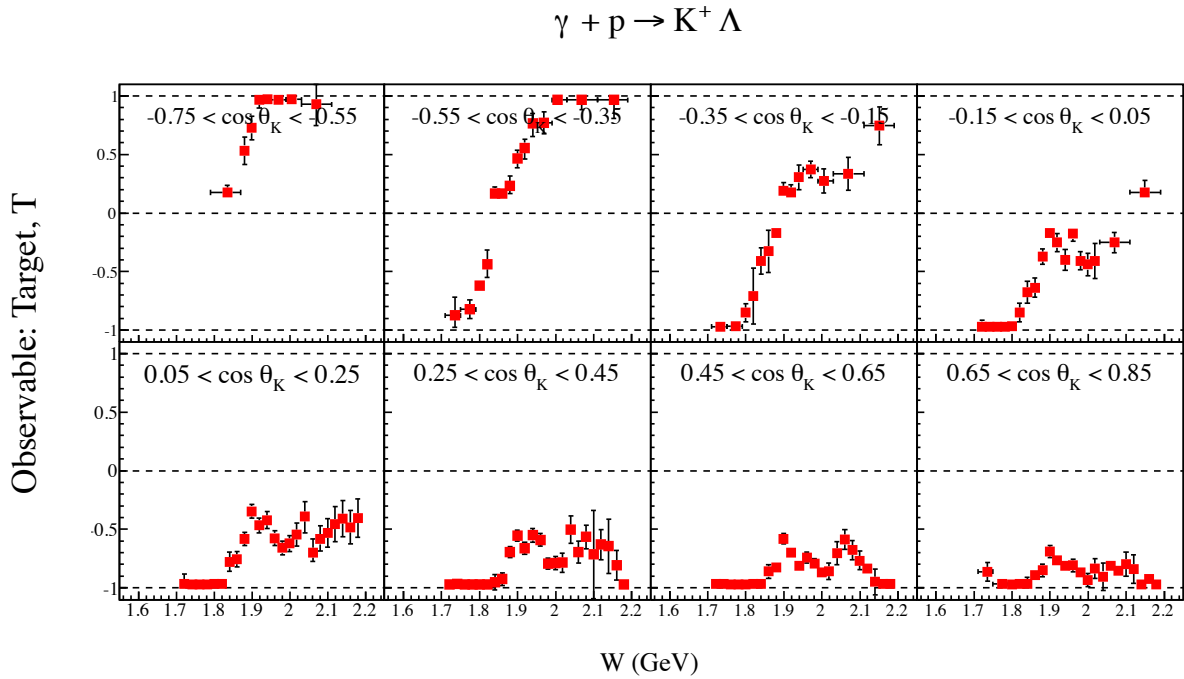 γ + p → K⁺ Λ
Observable: Target, T
-0.75 < cos θ_K < -0.55
-0.55 < cos θ_K < -0.35
-0.35 < cos θ_K < -0.15
-0.15 < cos θ_K < 0.05
1
0.5
0
-0.5
-1
0.05 < cos θ_K < 0.25
0.25 < cos θ_K < 0.45
0.45 < cos θ_K < 0.65
0.65 < cos θ_K < 0.85
1
0.5
0
-0.5
-1
1.6 1.7 1.8 1.9 2 2.1 2.2 1.6 1.7 1.8 1.9 2 2.1 2.2 1.6 1.7 1.8 1.9 2 2.1 2.2 1.6 1.7 1.8 1.9 2 2.1 2.2
W (GeV)